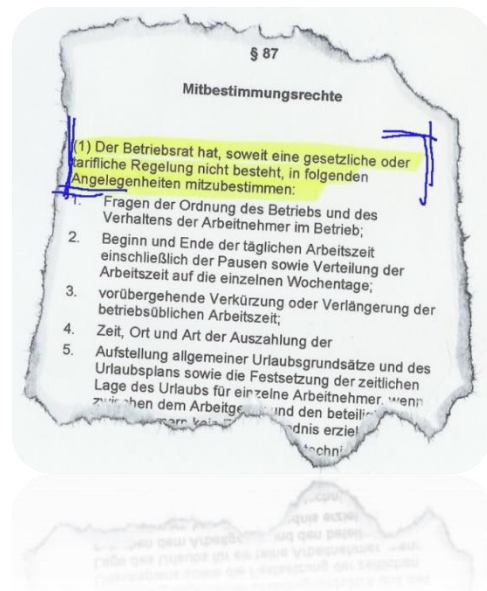 § 87
Mitbestimmungsrechte
(1) Der Betriebsrat hat, soweit eine gesetzliche oder
tarifliche Regelung nicht besteht, in folgenden
Angelegenheiten mitzubestimmen:
1. Fragen der Ordnung des Betriebs und des
Verhaltens der Arbeitnehmer im Betrieb;
2. Beginn und Ende der täglichen Arbeitszeit
einschließlich der Pausen sowie Verteilung der
Arbeitszeit auf die einzelnen Wochentage;
3. vorübergehende Verkürzung oder Verlängerung der
betriebsüblichen Arbeitszeit;
4. Zeit, Ort und Art der Auszahlung der
5. Aufstellung allgemeiner Urlaubsgrundsätze und des
Urlaubsplans sowie die Festsetzung der zeitlichen
Lage des Urlaubs für einzelne Arbeitnehmer, wenn
dem und den